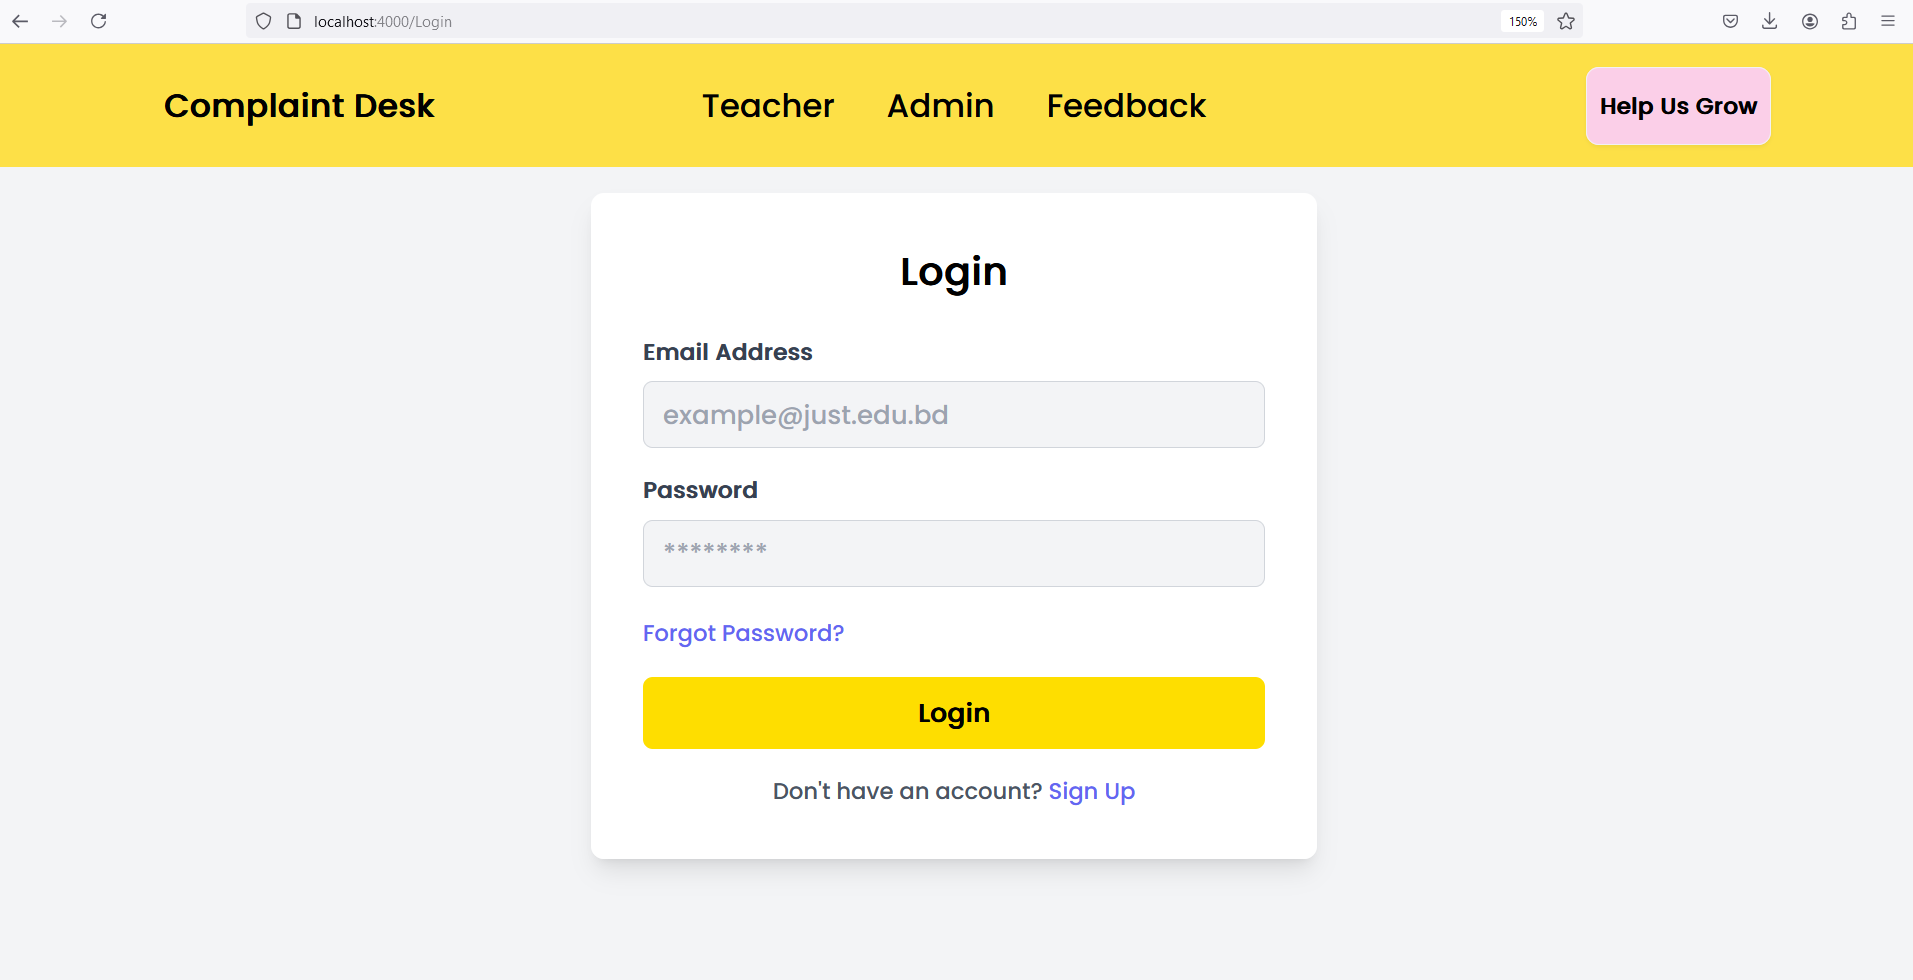 localhost:4000/Login
150%
Complaint Desk
Teacher
Admin
Feedback
Help Us Grow
Login
Email Address
example@just.edu.bd
Password
********
Forgot Password?
Login
Don't have an account? Sign Up